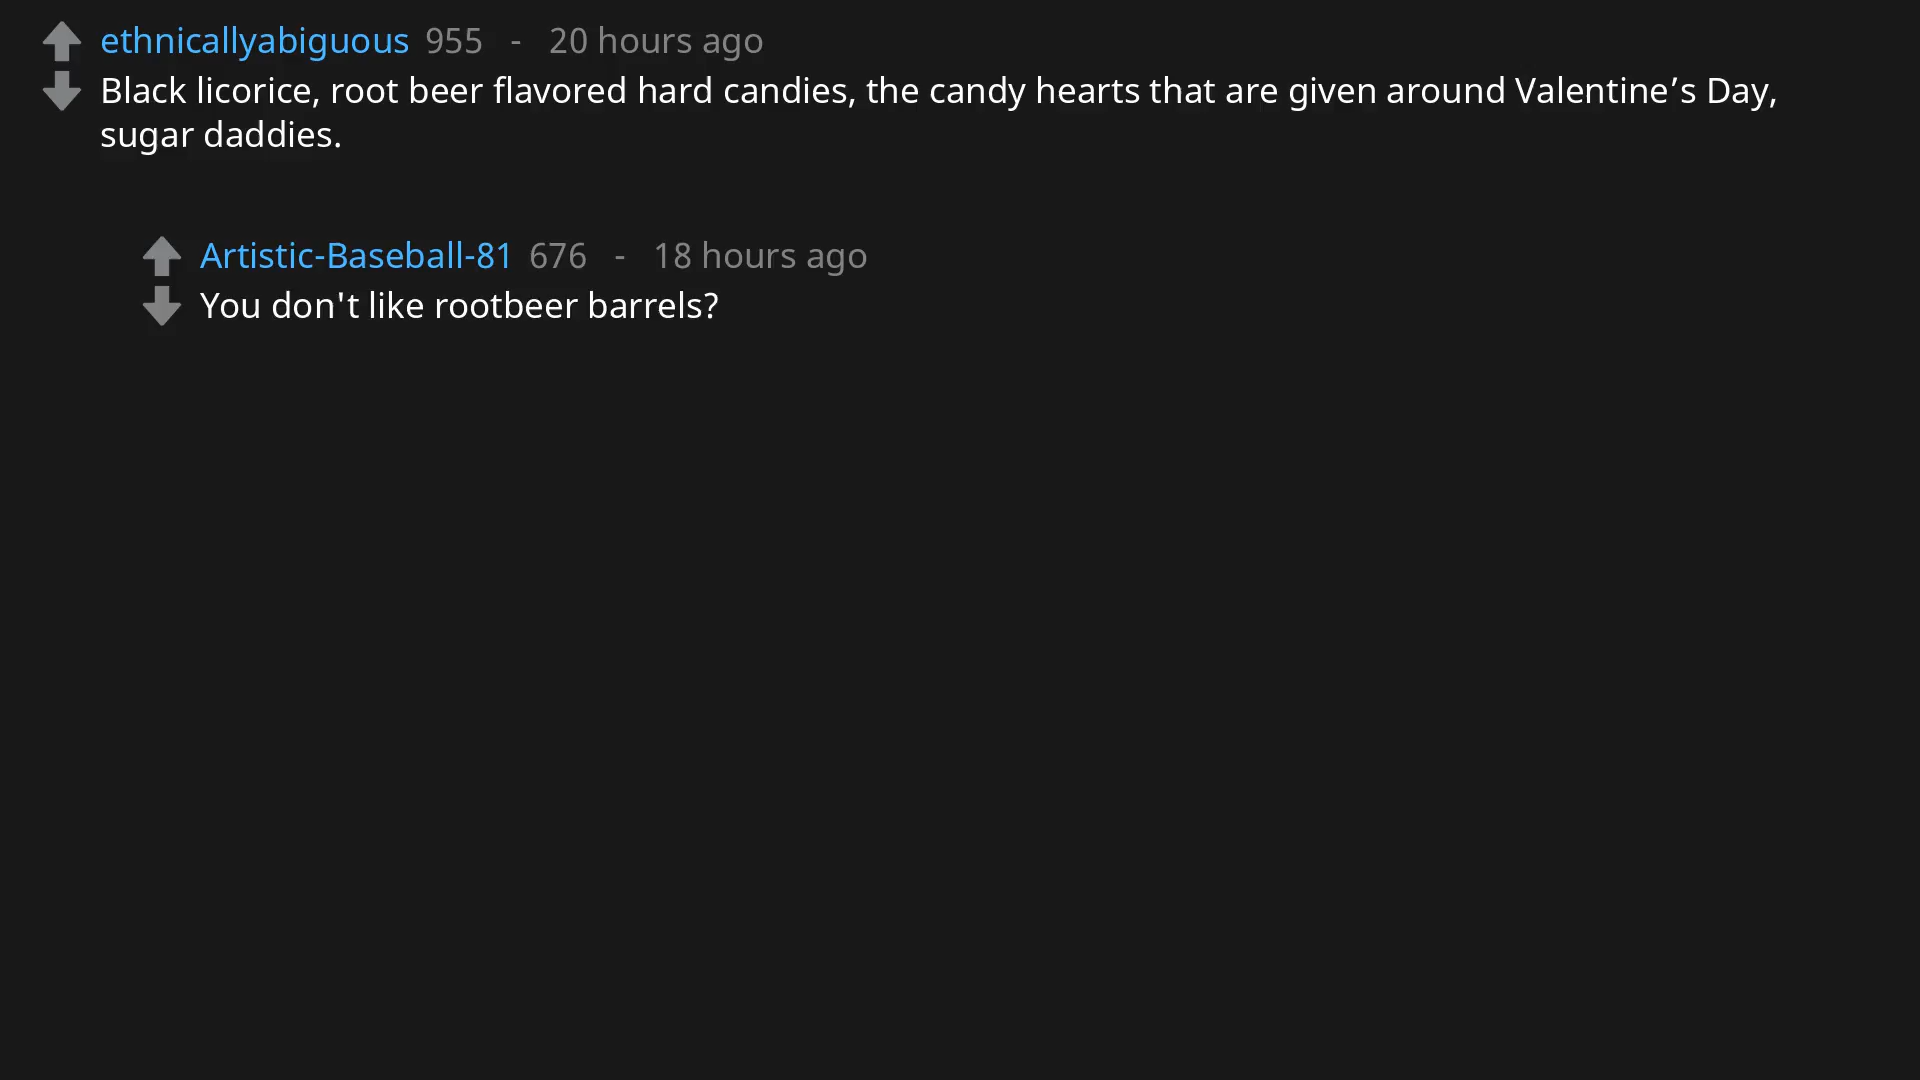 ethnicallyabiguous 955 - 20 hours ago
Black licorice, root beer flavored hard candies, the candy hearts that are given around Valentine’s Day,
sugar daddies.
Artistic-Baseball-81 676 - 18 hours ago
You don't like rootbeer barrels?